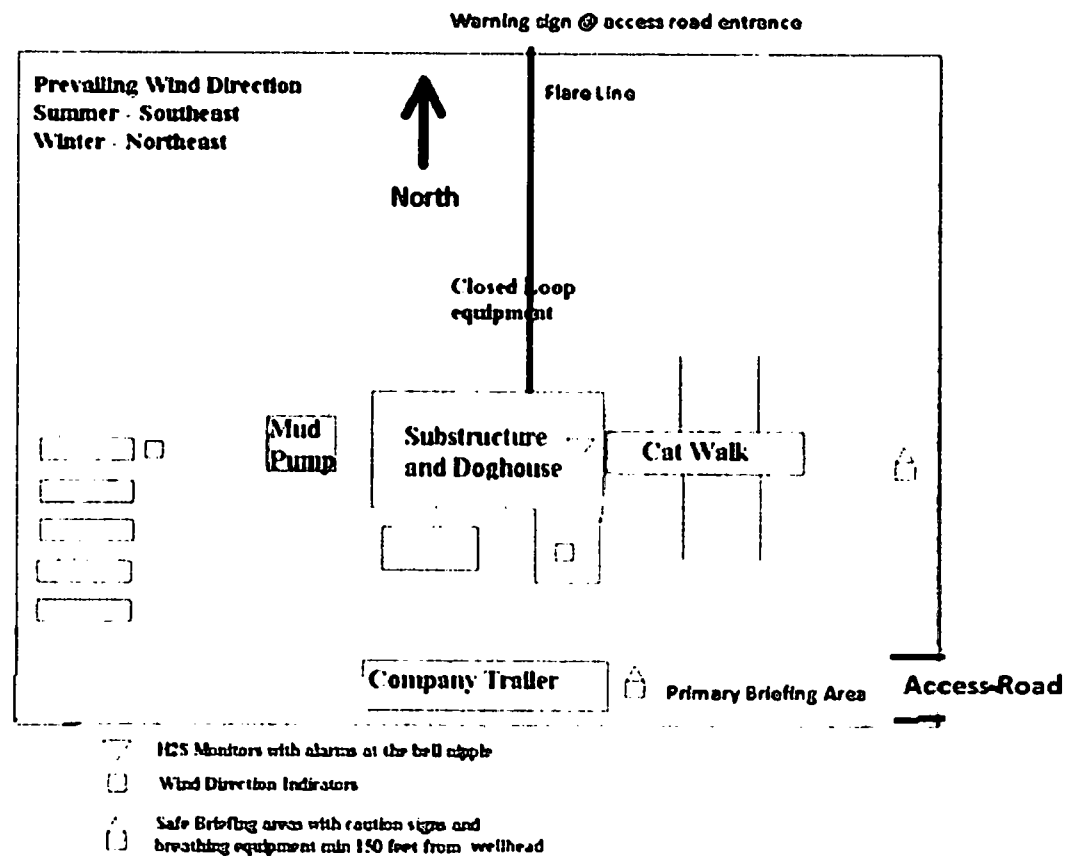 Warning sign @ access road entrance
Prevailing Wind Direction
Summer - Southeast
Winter - Northeast
Flare Line
North
Closed Loop
equipment
Mud
Pump
Substructure
and Doghouse
Cat Walk
Company Trailer
Primary Briefing Area
Access Road
H2S Monitors with alarms at the bell nipple
Wind Direction Indicators
Safe Briefing areas with caution signs and
breathing equipment min 150 feet from wellhead